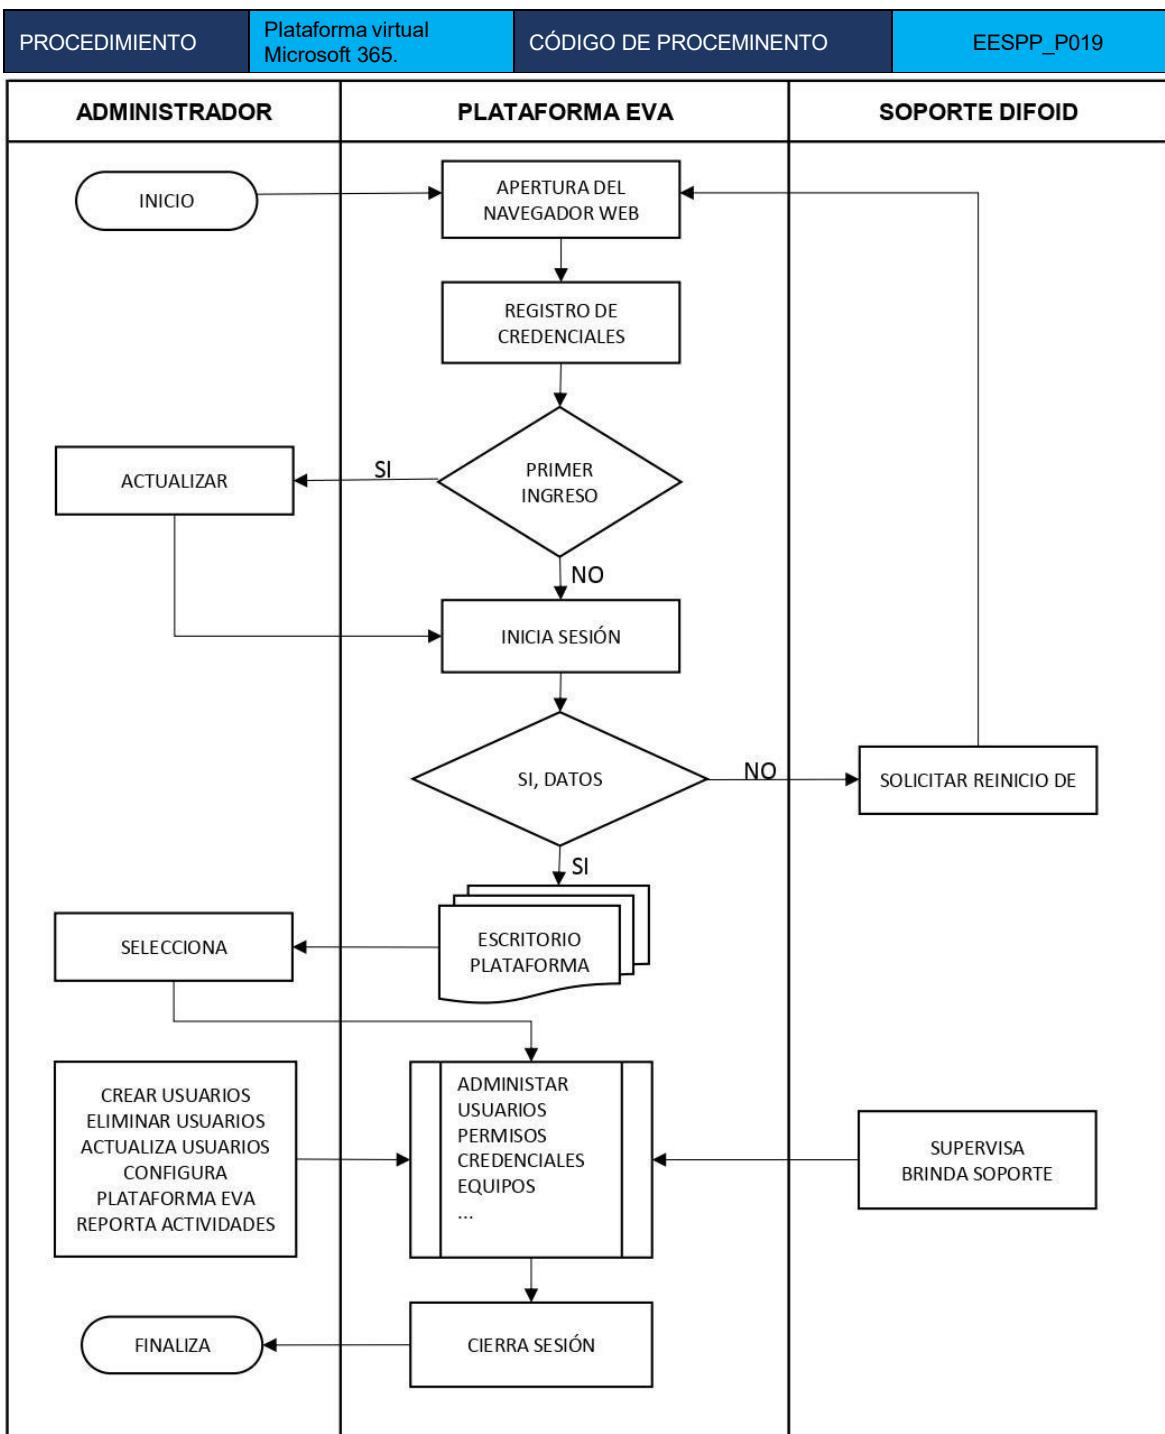 PROCEDIMIENTO
Plataforma virtual
Microsoft 365.
CÓDIGO DE PROCEMINENTO
EESPP_P019
ADMINISTRADOR
PLATAFORMA EVA
SOPORTE DIFOID
INICIO
APERTURA DEL
NAVEGADOR WEB
REGISTRO DE
CREDENCIALES
PRIMER
INGRESO
SI
ACTUALIZAR
NO
INICIA SESIÓN
SI, DATOS
NO
SOLICITAR REINICIO DE
SI
ESCRITORIO
PLATAFORMA
SELECCIONA
CREAR USUARIOS
ELIMINAR USUARIOS
ACTUALIZA USUARIOS
CONFIGURA
PLATAFORMA EVA
REPORTA ACTIVIDADES
ADMINISTAR
USUARIOS
PERMISOS
CREDENCIALES
EQUIPOS
...
SUPERVISA
BRINDA SOPORTE
CIERRA SESIÓN
FINALIZA